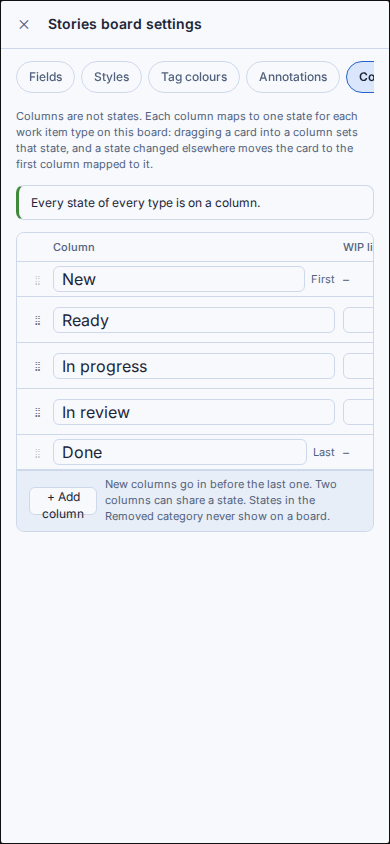 Stories board settings
Fields
Styles
Tag colours
Annotations
Co
Columns are not states. Each column maps to one state for each
work item type on this board: dragging a card into a column sets
that state, and a state changed elsewhere moves the card to the
first column mapped to it.
Every state of every type is on a column.
Column
WIP li
New
First
–
Ready
In progress
In review
Done
Last
–
+ Add
column
New columns go in before the last one. Two
columns can share a state. States in the
Removed category never show on a board.